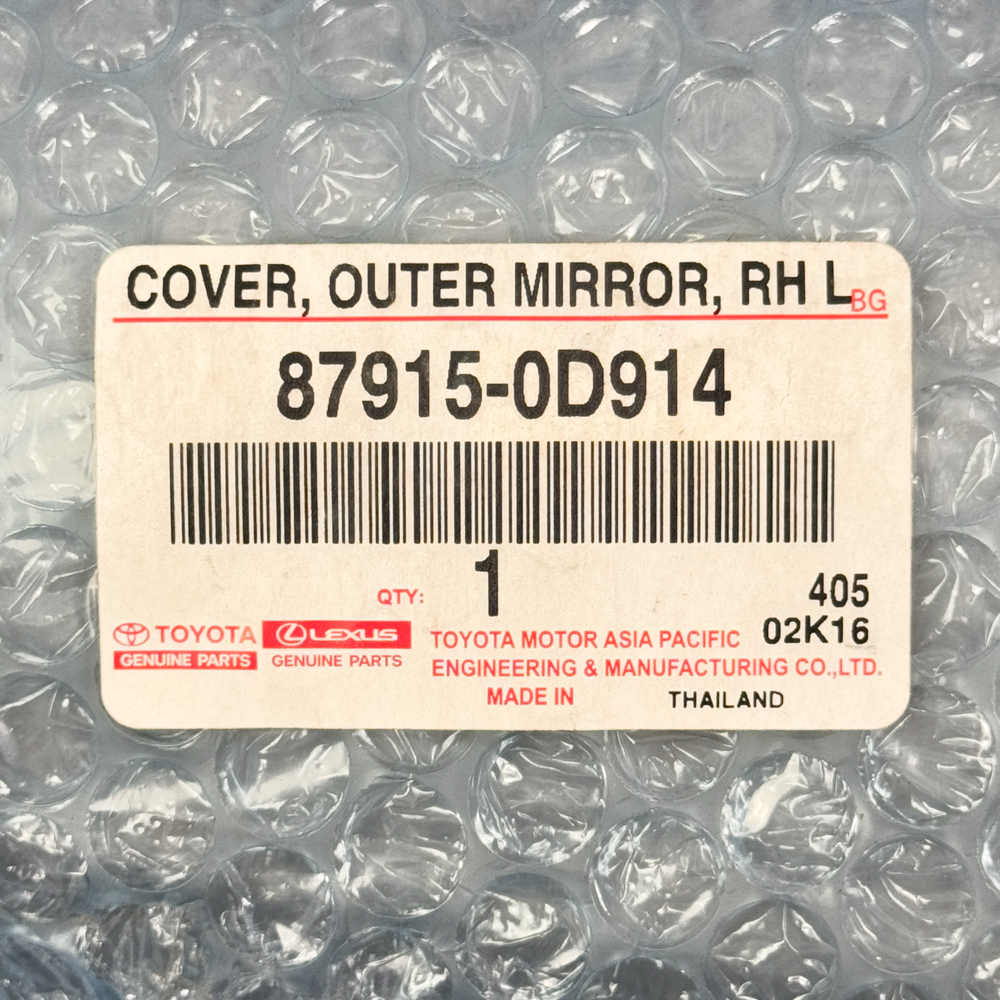 COVER, OUTER MIRROR, RH L BG
87915-0D914
1
QTY:
405
02K16
TOYOTA
GENUINE PARTS
LEXUS
GENUINE PARTS
TOYOTA MOTOR ASIA PACIFIC
ENGINEERING & MANUFACTURING CO.,LTD.
MADE IN THAILAND